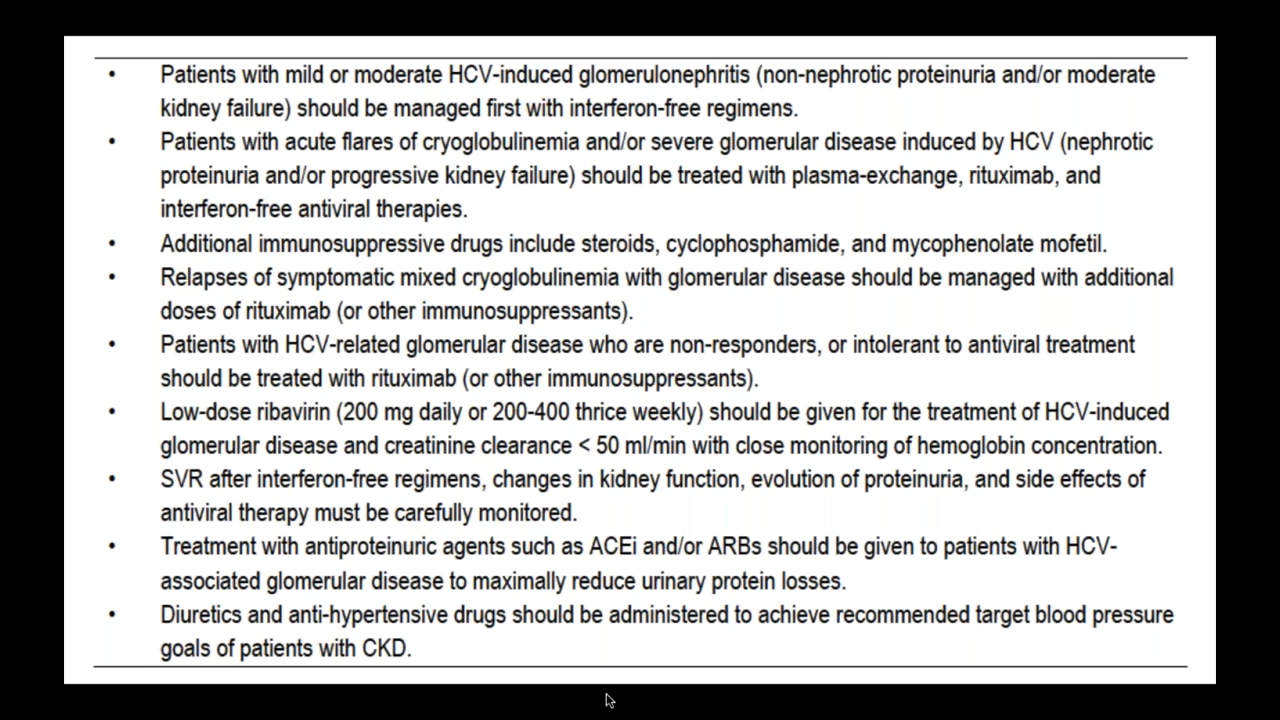 • Patients with mild or moderate HCV-induced glomerulonephritis (non-nephrotic proteinuria and/or moderate
kidney failure) should be managed first with interferon-free regimens.
• Patients with acute flares of cryoglobulinemia and/or severe glomerular disease induced by HCV (nephrotic
proteinuria and/or progressive kidney failure) should be treated with plasma-exchange, rituximab, and
interferon-free antiviral therapies.
• Additional immunosuppressive drugs include steroids, cyclophosphamide, and mycophenolate mofetil.
• Relapses of symptomatic mixed cryoglobulinemia with glomerular disease should be managed with additional
doses of rituximab (or other immunosuppressants).
• Patients with HCV-related glomerular disease who are non-responders, or intolerant to antiviral treatment
should be treated with rituximab (or other immunosuppressants).
• Low-dose ribavirin (200 mg daily or 200-400 thrice weekly) should be given for the treatment of HCV-induced
glomerular disease and creatinine clearance < 50 ml/min with close monitoring of hemoglobin concentration.
• SVR after interferon-free regimens, changes in kidney function, evolution of proteinuria, and side effects of
antiviral therapy must be carefully monitored.
• Treatment with antiproteinuric agents such as ACEi and/or ARBs should be given to patients with HCV-
associated glomerular disease to maximally reduce urinary protein losses.
• Diuretics and anti-hypertensive drugs should be administered to achieve recommended target blood pressure
goals of patients with CKD.